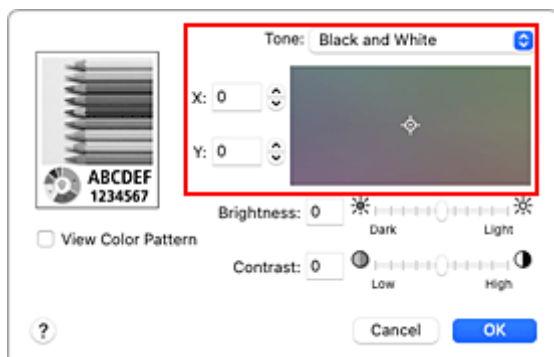 Tone: Black and White
X: 0
Y: 0
ABCDEF
1234567
View Color Pattern
Brightness: 0
Dark Light
Contrast: 0
Low High
?
Cancel OK